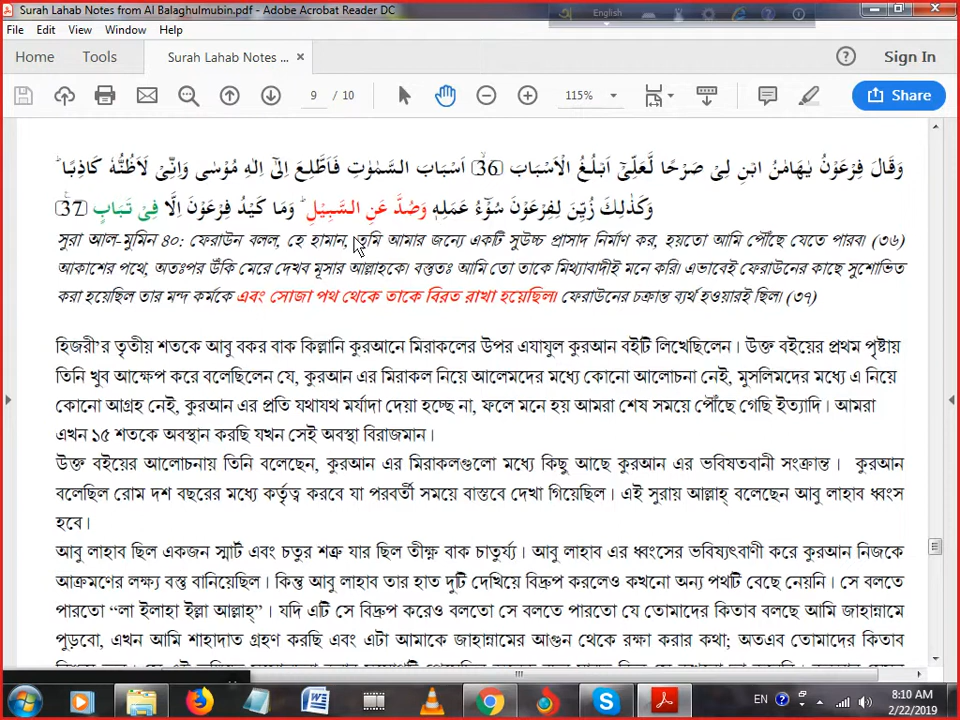 Surah Lahab Notes from Al Balaghulmubin.pdf - Adobe Acrobat Reader DC
English
File Edit View Window Help
Home Tools Surah Lahab Notes ... × Sign In
9 / 10 115% Share
وَقَالَ فِرْعَوْنُ يٰهَامٰنُ ابْنِ لِىْ صَرْحًا لَّعَلِّىْۤ اَبْلُغُ الْاَسْبَابَ ۙ36 اَسْبَابَ السَّمٰوٰتِ فَاَطَّلِعَ اِلٰٓى اِلٰهِ مُوْسٰى وَاِنِّىْ لَاَظُنُّهٗ كَاذِبًا ؕ
وَكَذٰلِكَ زُيِّنَ لِفِرْعَوْنَ سُوْٓءُ عَمَلِهٖ وَصُدَّ عَنِ السَّبِيْلِ ؕ وَمَا كَيْدُ فِرْعَوْنَ اِلَّا فِىْ تَبَابٍ 37
সুরা আল-মুমিন ৪০: ফেরাউন বলল, হে হামান, তুমি আমার জন্যে একটি সুউচ্চ প্রাসাদ নির্মাণ কর, হয়তো আমি পৌঁছে যেতে পারব। (৩৬)
আকাশের পথে, অতঃপর উঁকি মেরে দেখব মূসার আল্লাহকে। বস্তুতঃ আমি তো তাকে মিথ্যাবাদীই মনে করি। এভাবেই ফেরাউনের কাছে সুশোভিত
করা হয়েছিল তার মন্দ কর্মকে এবং সোজা পথ থেকে তাকে বিরত রাখা হয়েছিল। ফেরাউনের চক্রান্ত ব্যর্থ হওয়ারই ছিল। (৩৭)
হিজরী'র তৃতীয় শতকে আবু বকর বাক কিল্লানি কুরআনে মিরাকলের উপর এযাযুল কুরআন বইটি লিখেছিলেন। উক্ত বইয়ের প্রথম পৃষ্টায়
তিনি খুব আক্ষেপ করে বলেছিলেন যে, কুরআন এর মিরাকল নিয়ে আলেমদের মধ্যে কোনো আলোচনা নেই, মুসলিমদের মধ্যে এ নিয়ে
কোনো আগ্রহ নেই, কুরআন এর প্রতি যথাযথ মর্যাদা দেয়া হচ্ছে না, ফলে মনে হয় আমরা শেষ সময়ে পৌঁছে গেছি ইত্যাদি। আমরা
এখন ১৫ শতকে অবস্থান করছি যখন সেই অবস্থা বিরাজমান।
উক্ত বইয়ের আলোচনায় তিনি বলেছেন, কুরআন এর মিরাকলগুলো মধ্যে কিছু আছে কুরআন এর ভবিষতবানী সংক্রান্ত। কুরআন
বলেছিল রোম দশ বছরের মধ্যে কর্তৃত্ব করবে যা পরবর্তী সময়ে বাস্তবে দেখা গিয়েছিল। এই সুরায় আল্লাহ্ বলেছেন আবু লাহাব ধ্বংস
হবে।
আবু লাহাব ছিল একজন স্মার্ট এবং চতুর শত্রু যার ছিল তীক্ষ্ণ বাক চাতুর্য্য। আবু লাহাব এর ধ্বংসের ভবিষ্যৎবাণী করে কুরআন নিজকে
আক্রমণের লক্ষ্য বস্তু বানিয়েছিল। কিন্তু আবু লাহাব তার হাত দুটি দেখিয়ে বিদ্রুপ করলেও কখনো অন্য পথটি বেছে নেয়নি। সে বলতে
পারতো “লা ইলাহা ইল্লা আল্লাহ্”। যদি এটি সে বিদ্রুপ করেও বলতো সে বলতে পারতো যে তোমাদের কিতাব বলছে আমি জাহান্নামে
পুড়বো, এখন আমি শাহাদাত গ্রহণ করছি এবং এটা আমাকে জাহান্নামের আগুন থেকে রক্ষা করার কথা; অতএব তোমাদের কিতাব
EN 8:10 AM
2/22/2019